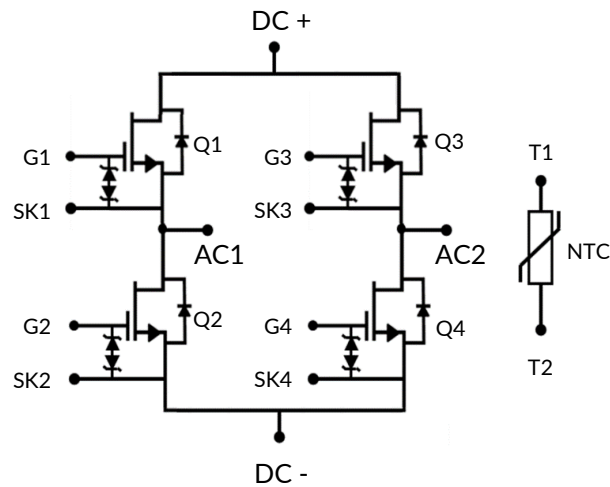 DC +
G1
Q1
G3
Q3
T1
SK1
SK3
AC1
AC2
NTC
G2
Q2
G4
Q4
SK2
SK4
T2
DC -